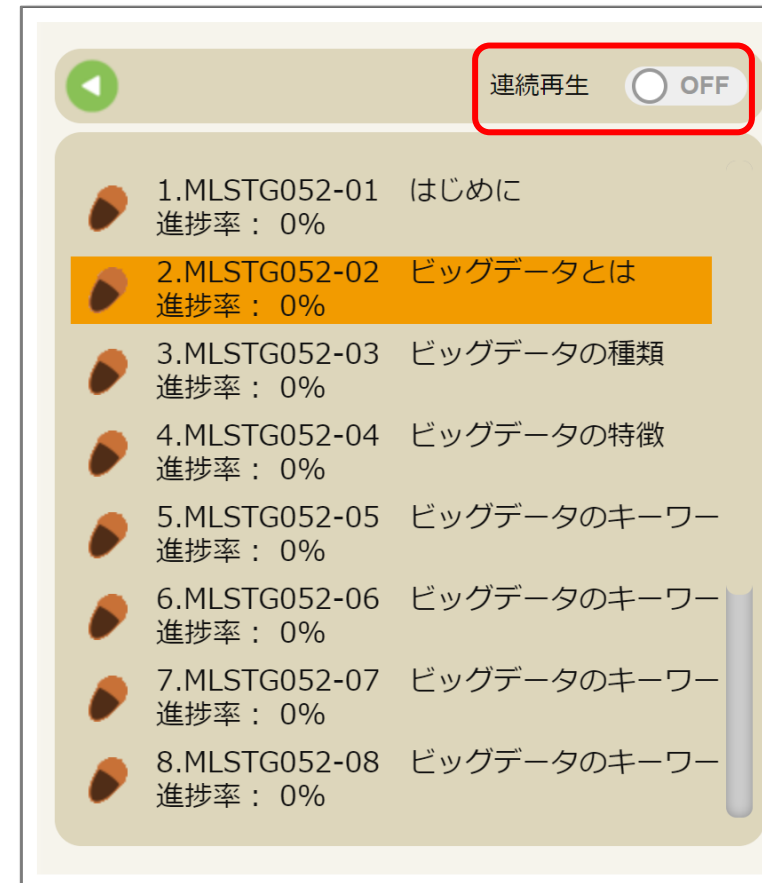 連続再生 OFF
1.MLSTG052-01 はじめに
進捗率： 0%
2.MLSTG052-02 ビッグデータとは
進捗率： 0%
3.MLSTG052-03 ビッグデータの種類
進捗率： 0%
4.MLSTG052-04 ビッグデータの特徴
進捗率： 0%
5.MLSTG052-05 ビッグデータのキーワー
進捗率： 0%
6.MLSTG052-06 ビッグデータのキーワー
進捗率： 0%
7.MLSTG052-07 ビッグデータのキーワー
進捗率： 0%
8.MLSTG052-08 ビッグデータのキーワー
進捗率： 0%